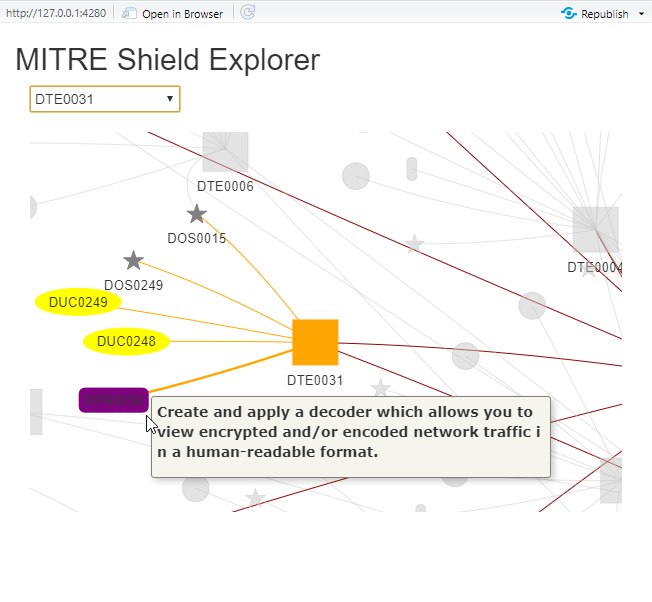 http://127.0.0.1:4280 Open in Browser Republish
MITRE Shield Explorer
DTE0031
DTE0006
DOS0015
DTE0004
DOS0249
DUC0249
DUC0248
DTE0031
Create and apply a decoder which allows you to
view encrypted and/or encoded network traffic i
n a human-readable format.